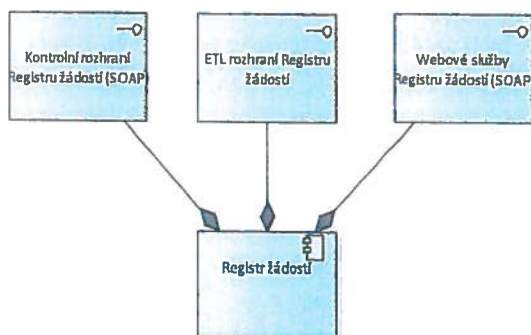 Kontrolní rozhraní
Registru žádostí (SOAP
ETL rozhraní Registru
žádostí
Webové služby
Registru žádostí (SOAP
Registr žádostí